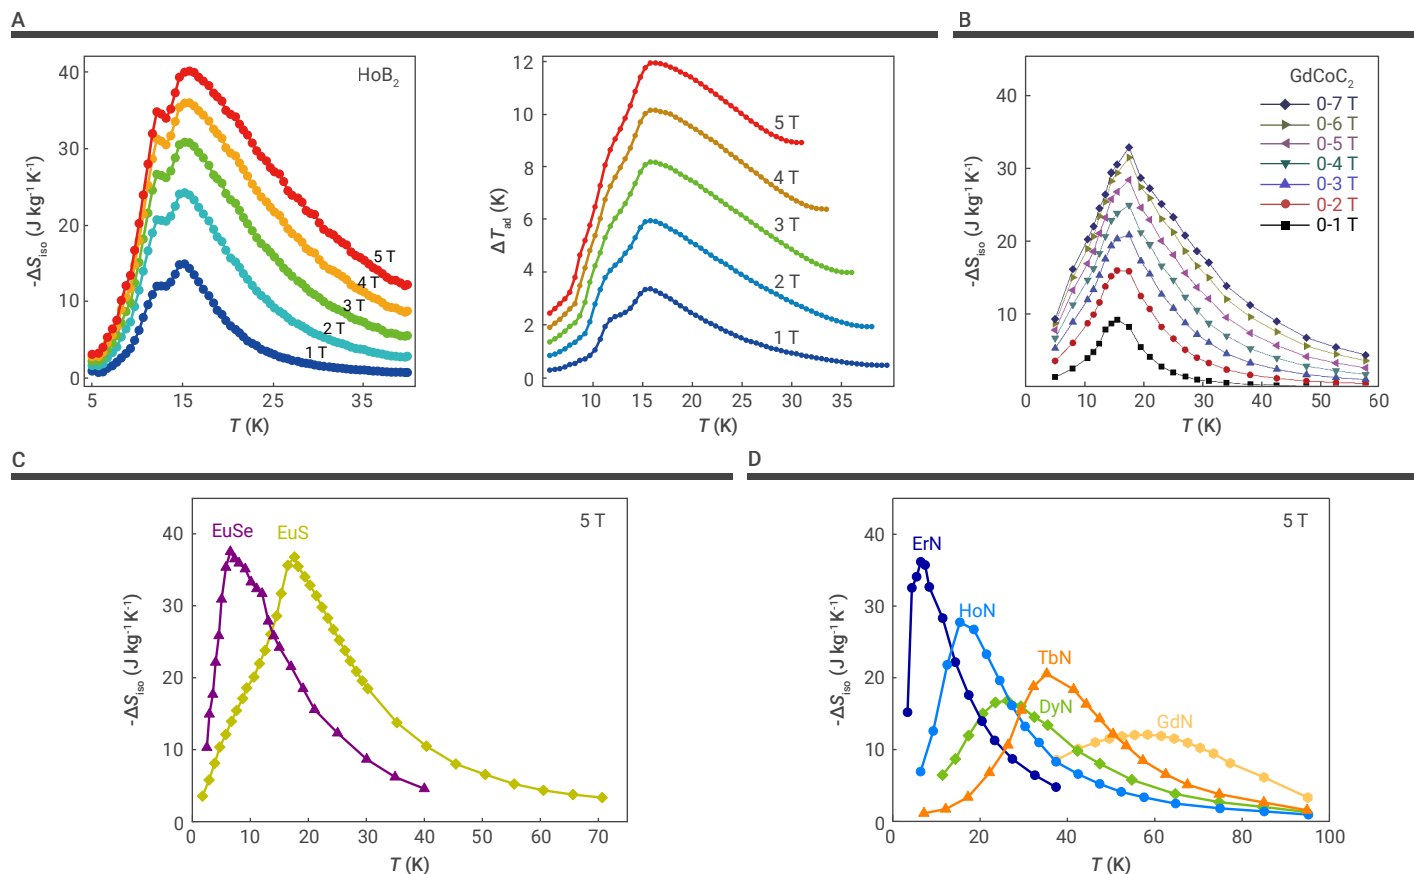 A
HoB2
-ΔSiso (J kg-1 K-1)
40
30
20
10
0
5 T
4 T
3 T
2 T
1 T
5
15
25
35
T (K)
ΔTad (K)
12
10
8
6
4
2
0
5 T
4 T
3 T
2 T
1 T
10
15
20
25
30
35
T (K)
B
GdCoC2
0-7 T
0-6 T
0-5 T
0-4 T
0-3 T
0-2 T
0-1 T
-ΔSiso (J kg-1 K-1)
40
30
20
10
0
10
20
30
40
50
60
T (K)
C
5 T
EuSe
EuS
-ΔSiso (J kg-1 K-1)
40
30
20
10
0
0
10
20
30
40
50
60
70
T (K)
D
5 T
ErN
HoN
TbN
DyN
GdN
-ΔSiso (J kg-1 K-1)
40
30
20
10
0
0
20
40
60
80
100
T (K)